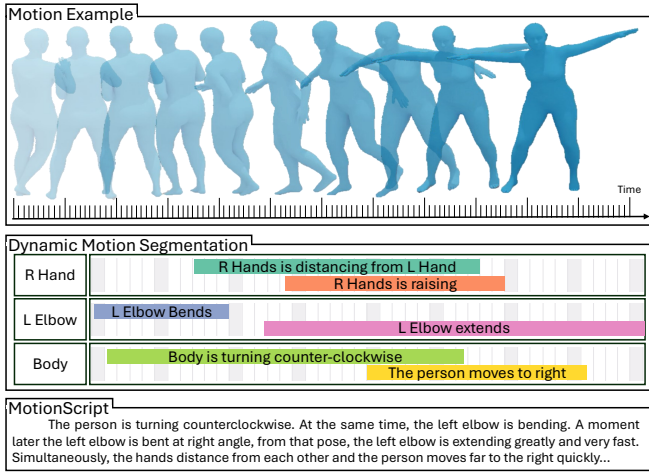 Motion Example
Time
Dynamic Motion Segmentation
R Hand
R Hands is distancing from L Hand
R Hands is raising
L Elbow
L Elbow Bends
L Elbow extends
Body
Body is turning counter-clockwise
The person moves to right
MotionScript
The person is turning counterclockwise. At the same time, the left elbow is bending. A moment
later the left elbow is bent at right angle, from that pose, the left elbow is extending greatly and very fast.
Simultaneously, the hands distance from each other and the person moves far to the right quickly...